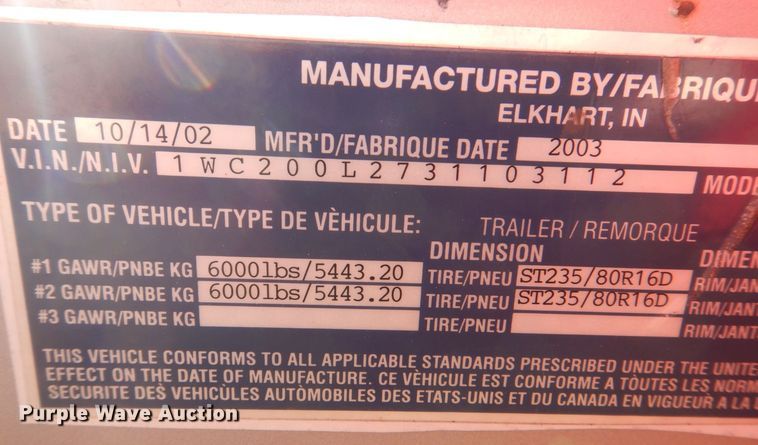 MANUFACTURED BY/FABRIQU
ELKHART, IN
DATE 10/14/02 MFR'D/FABRIQUE DATE 2003
V.I.N./N.I.V. 1WC200L2731103112 MODE
TYPE OF VEHICLE/TYPE DE VÈHICULE: TRAILER / REMORQUE
DIMENSION DIMEN
#1 GAWR/PNBE KG 6000lbs/5443.20 TIRE/PNEU ST235/80R16D RIM/JANT
#2 GAWR/PNBE KG 6000lbs/5443.20 TIRE/PNEU ST235/80R16D RIM/JANT
#3 GAWR/PNBE KG TIRE/PNEU RIM/JANT
THIS VEHICLE CONFORMS TO ALL APPLICABLE STANDARDS PRESCRIBED UNDER THE UNITE
EFFECT ON THE DATE OF MANUFACTURE. CE VÈHICULE EST CONFORME A TÒUTES LES NORM
SECURITE DES VÈHICULES AUTÒMOBILES DES ETATS-UNIS ET DU CANADA EN VIGUEUR A LA
Purple Wave Auction